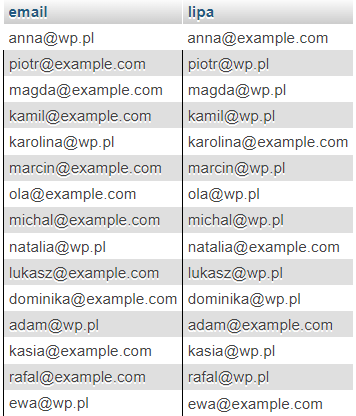 email lipa
anna@wp.pl anna@example.com
piotr@example.com piotr@wp.pl
magda@example.com magda@wp.pl
kamil@example.com kamil@wp.pl
karolina@wp.pl karolina@example.com
marcin@example.com marcin@wp.pl
ola@example.com ola@wp.pl
michal@example.com michal@wp.pl
natalia@wp.pl natalia@example.com
lukasz@example.com lukasz@wp.pl
dominika@example.com dominika@wp.pl
adam@wp.pl adam@example.com
kasia@example.com kasia@wp.pl
rafal@example.com rafal@wp.pl
ewa@wp.pl ewa@example.com